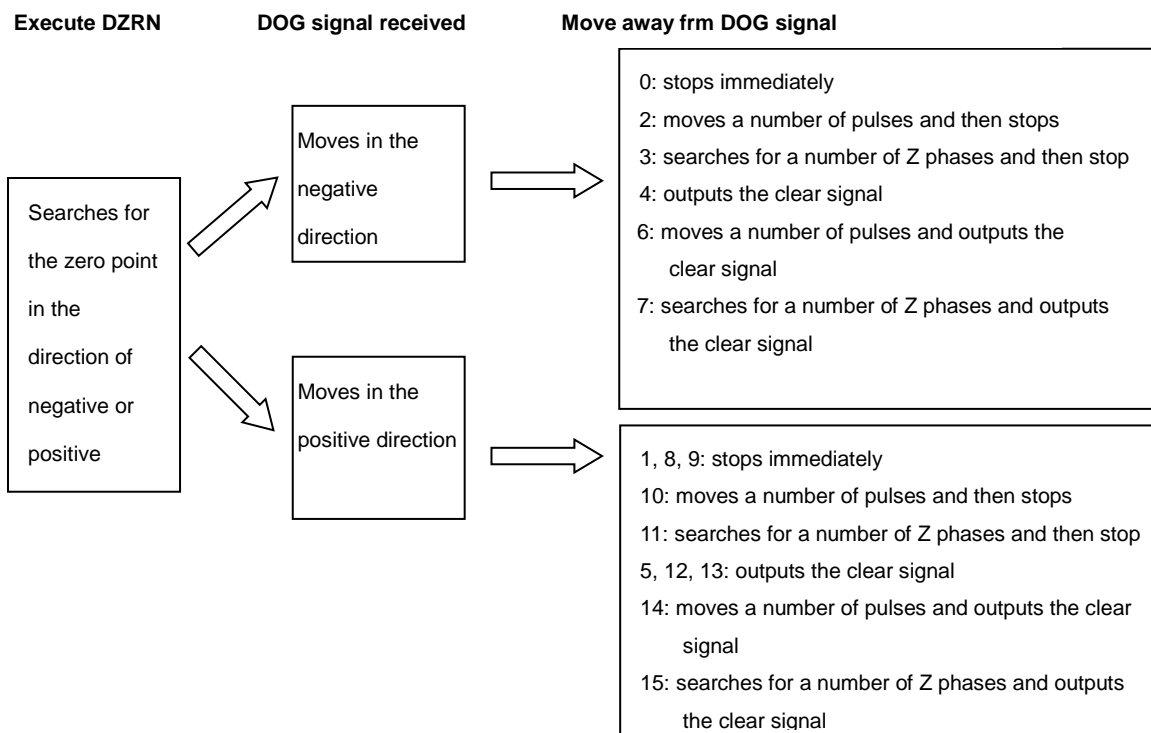 Execute DZRN
DOG signal received
Move away frm DOG signal
Searches for
the zero point
in the
direction of
negative or
positive
Moves in the
negative
direction
0: stops immediately
2: moves a number of pulses and then stops
3: searches for a number of Z phases and then stop
4: outputs the clear signal
6: moves a number of pulses and outputs the
clear signal
7: searches for a number of Z phases and outputs
the clear signal
Moves in the
positive direction
1, 8, 9: stops immediately
10: moves a number of pulses and then stops
11: searches for a number of Z phases and then stop
5, 12, 13: outputs the clear signal
14: moves a number of pulses and outputs the clear
signal
15: searches for a number of Z phases and outputs
the clear signal